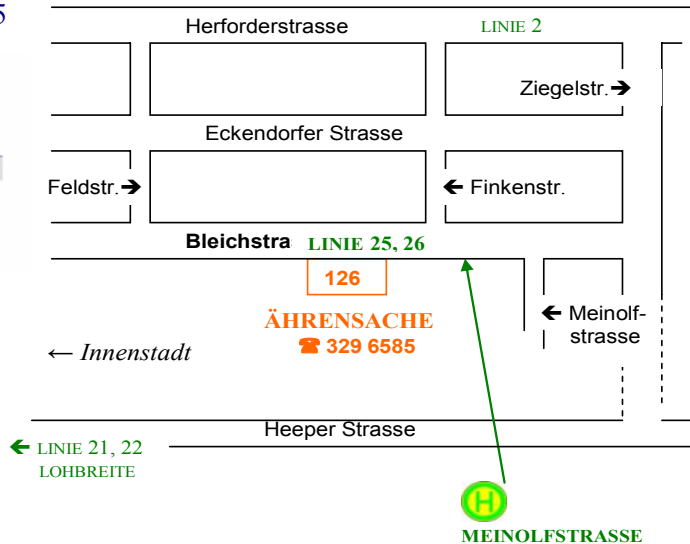 5
Herforderstrasse LINIE 2
Ziegelstr.➔
Eckendorfer Strasse
Feldstr.➔ 🡸 Finkenstr.
Bleichstra LINIE 25, 26
126
🡸 Meinolf-
strasse
ÄHRENSACHE
☎ 329 6585
← Innenstadt
Heeper Strasse
🡸 LINIE 21, 22
LOHBREITE
H
MEINOLFSTRASSE